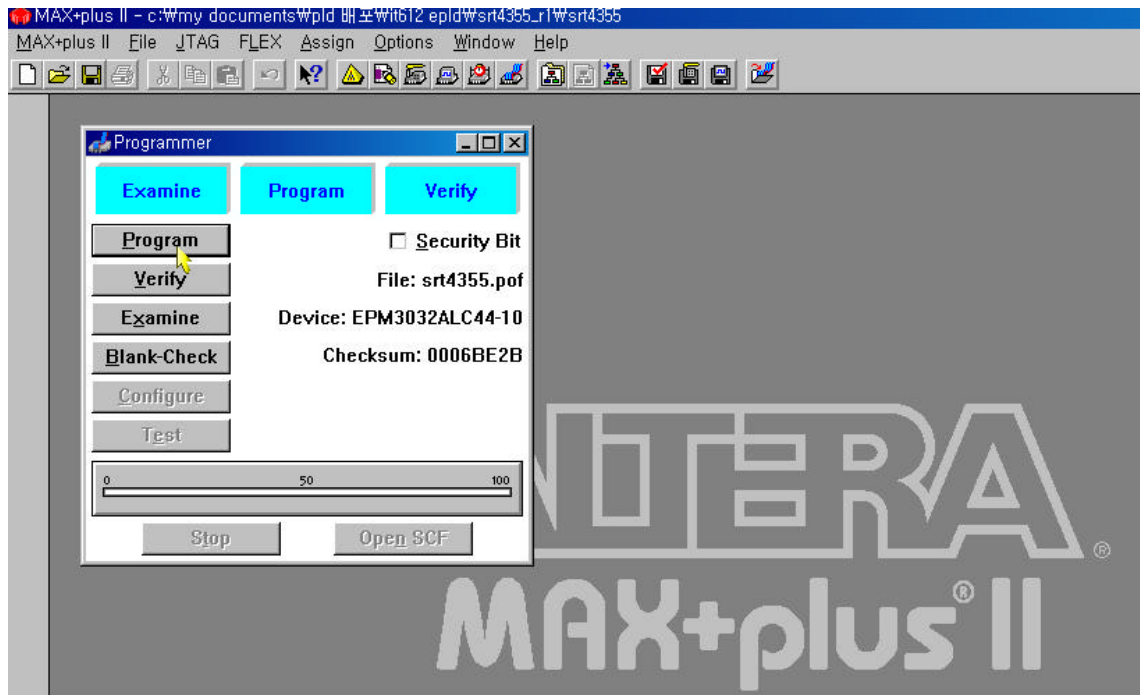 MAX+plus II - c:₩my documents₩pld 배포₩it612 epld₩srt4355_r1₩srt4355
MAX+plus II File JTAG FLEX Assign Options Window Help
Programmer
Examine Program Verify
Program Security Bit
Verify File: srt4355.pof
Examine Device: EPM3032ALC44-10
Blank-Check Checksum: 0006BE2B
Configure
Test
0 50 100
Stop Open SCF
NTERA ®
MAX+plus® II